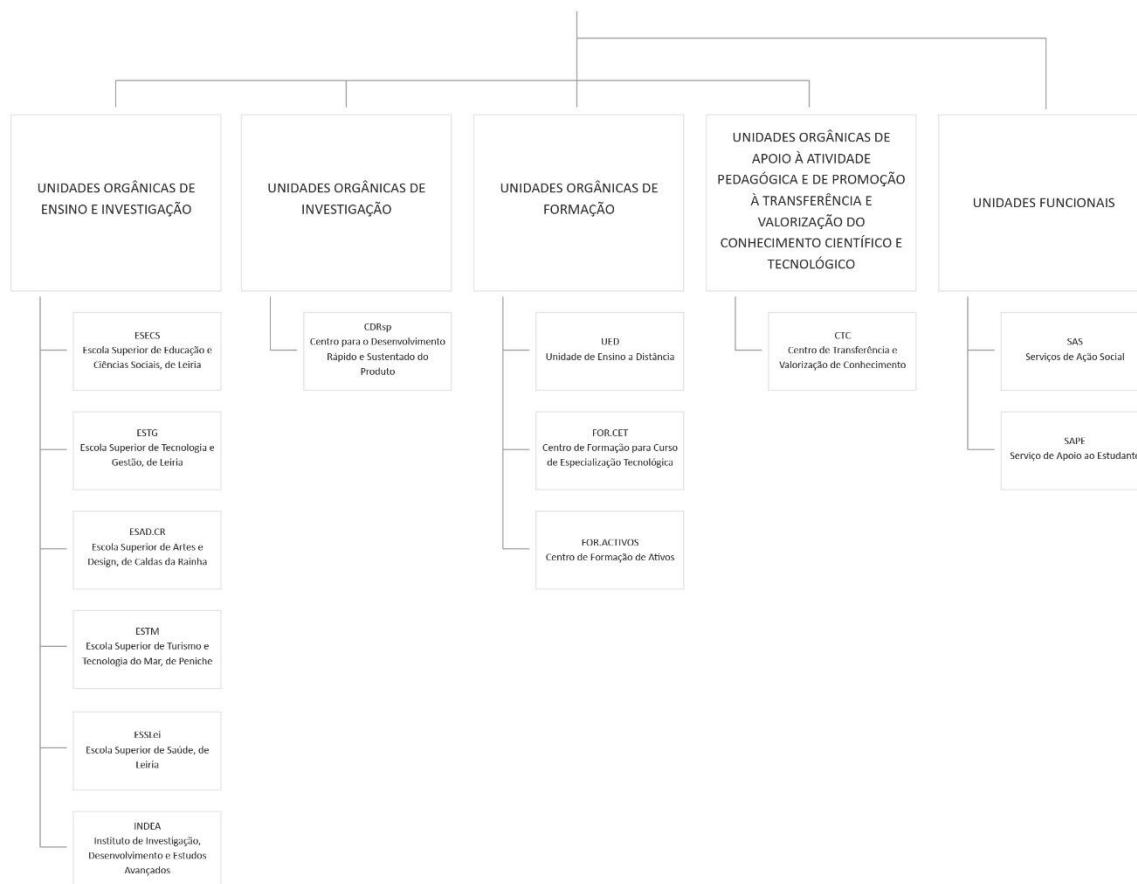 UNIDADES ORGÂNICAS DE
ENSINO E INVESTIGAÇÃO
UNIDADES ORGÂNICAS DE
INVESTIGAÇÃO
UNIDADES ORGÂNICAS DE
FORMAÇÃO
UNIDADES ORGÂNICAS DE
APOIO À ATIVIDADE
PEDAGÓGICA E DE PROMOÇÃO
À TRANSFERÊNCIA E
VALORIZAÇÃO DO
CONHECIMENTO CIENTÍFICO E
TECNOLÓGICO
UNIDADES FUNCIONAIS
ESECS
Escola Superior de Educação e
Ciências Sociais, de Leiria
ESTG
Escola Superior de Tecnologia e
Gestão, de Leiria
ESAD.CR
Escola Superior de Artes e
Design, de Caldas da Rainha
ESTM
Escola Superior de Turismo e
Tecnologia do Mar, de Peniche
ESSLei
Escola Superior de Saúde, de
Leiria
INDEA
Instituto de Investigação,
Desenvolvimento e Estudos
Avançados
CDRsp
Centro para o Desenvolvimento
Rápido e Sustentado do
Produto
UED
Unidade de Ensino a Distância
FOR.CET
Centro de Formação para Curso
de Especialização Tecnológica
FOR.ACTIVOS
Centro de Formação de Ativos
CTC
Centro de Transferência e
Valorização de Conhecimento
SAS
Serviços de Ação Social
SAPE
Serviço de Apoio ao Estudante